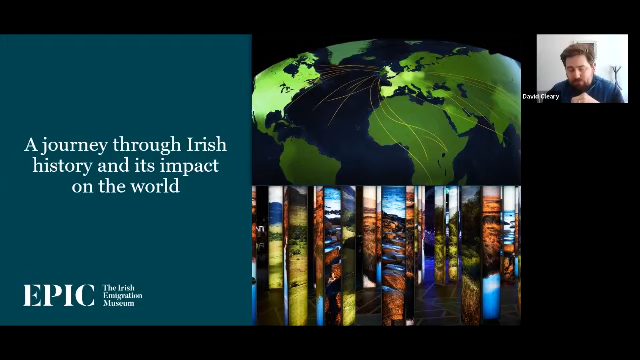 A journey through Irish
history and its impact
on the world
EPIC
The Irish
Emigration
Museum
David Cleary